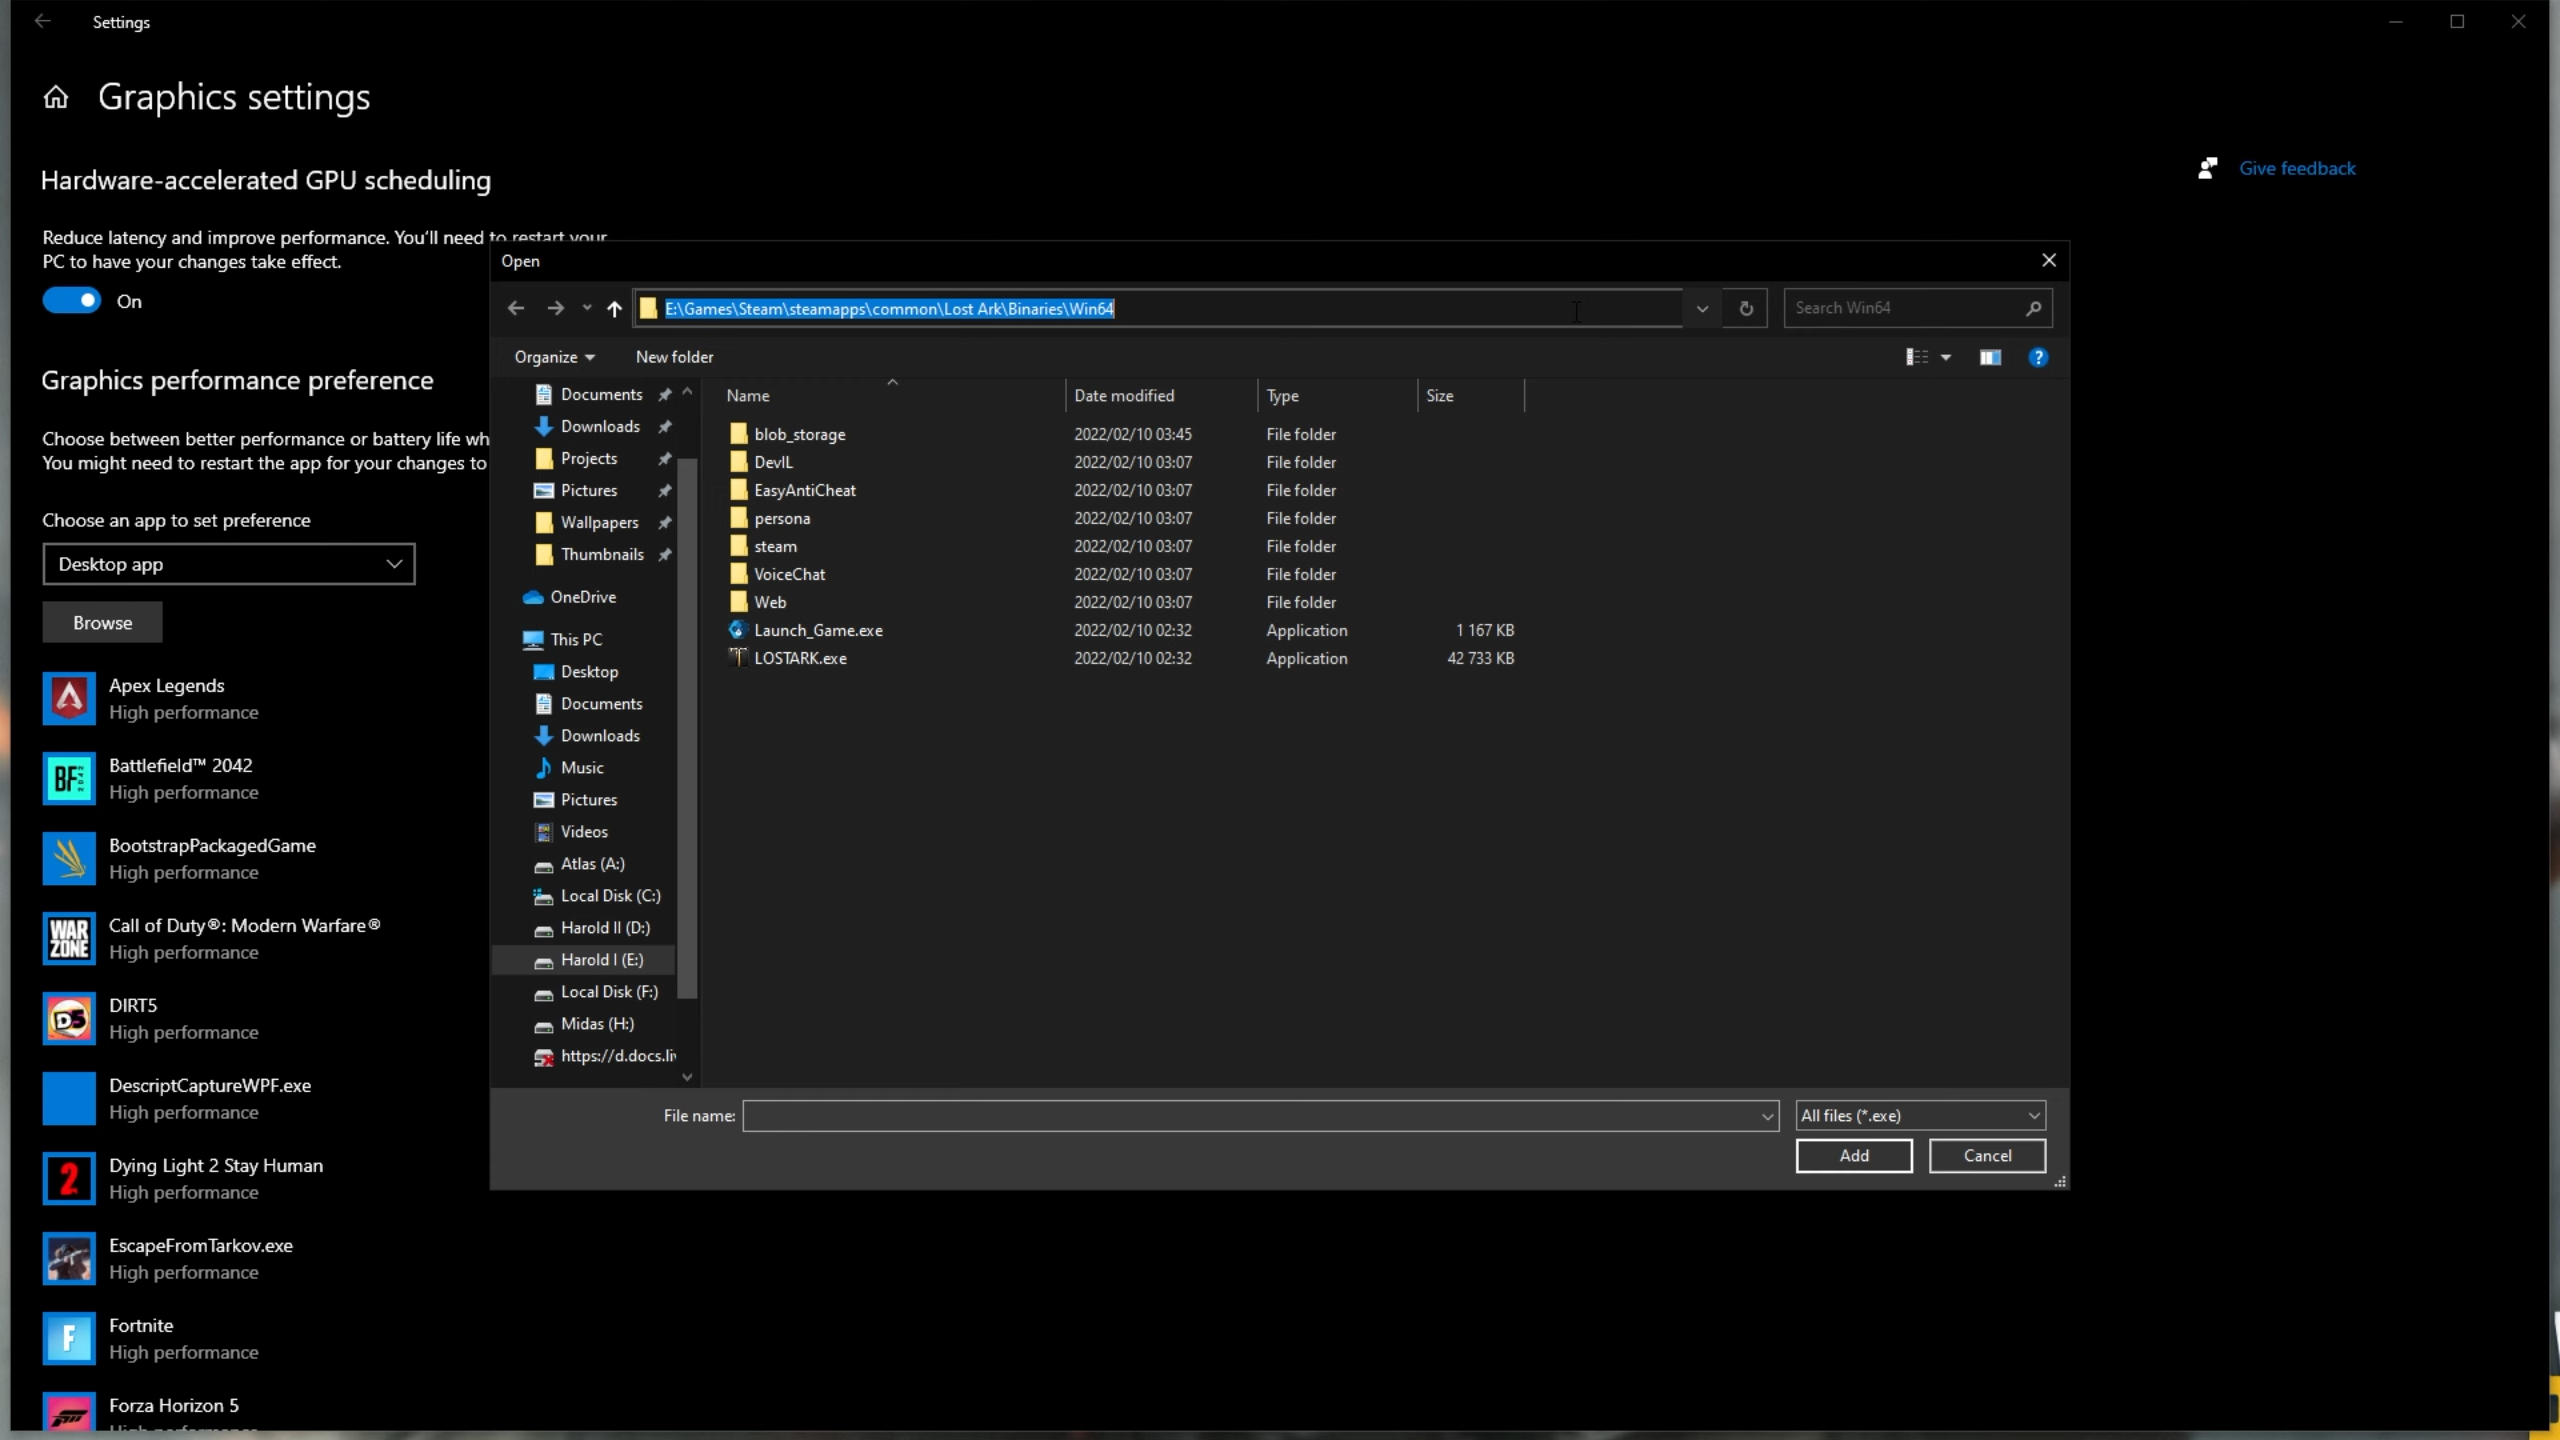 Settings
Graphics settings
Hardware-accelerated GPU scheduling
Give feedback
Reduce latency and improve performance. You'll need to restart your
PC to have your changes take effect.
On
Graphics performance preference
Choose between better performance or battery life wh
You might need to restart the app for your changes to
Choose an app to set preference
Desktop app
Browse
Apex Legends
High performance
Battlefield™ 2042
High performance
BootstrapPackagedGame
High performance
WAR
ZONE
Call of Duty®: Modern Warfare®
High performance
DIRT5
High performance
DescriptCaptureWPF.exe
High performance
Dying Light 2 Stay Human
High performance
EscapeFromTarkov.exe
High performance
Fortnite
High performance
Forza Horizon 5
High performance
Open
E:\Games\Steam\steamapps\common\Lost Ark\Binaries\Win64
Search Win64
Organize
New folder
Documents
Downloads
Projects
Pictures
Wallpapers
Thumbnails
OneDrive
This PC
Desktop
Documents
Downloads
Music
Pictures
Videos
Atlas (A:)
Local Disk (C:)
Harold II (D:)
Harold I (E:)
Local Disk (F:)
Midas (H:)
https://d.docs.liv
Name Date modified Type Size
blob_storage 2022/02/10 03:45 File folder
DevIL 2022/02/10 03:07 File folder
EasyAntiCheat 2022/02/10 03:07 File folder
persona 2022/02/10 03:07 File folder
steam 2022/02/10 03:07 File folder
VoiceChat 2022/02/10 03:07 File folder
Web 2022/02/10 03:07 File folder
Launch_Game.exe 2022/02/10 02:32 Application 1 167 KB
LOSTARK.exe 2022/02/10 02:32 Application 42 733 KB
File name:
All files (*.exe)
Add
Cancel